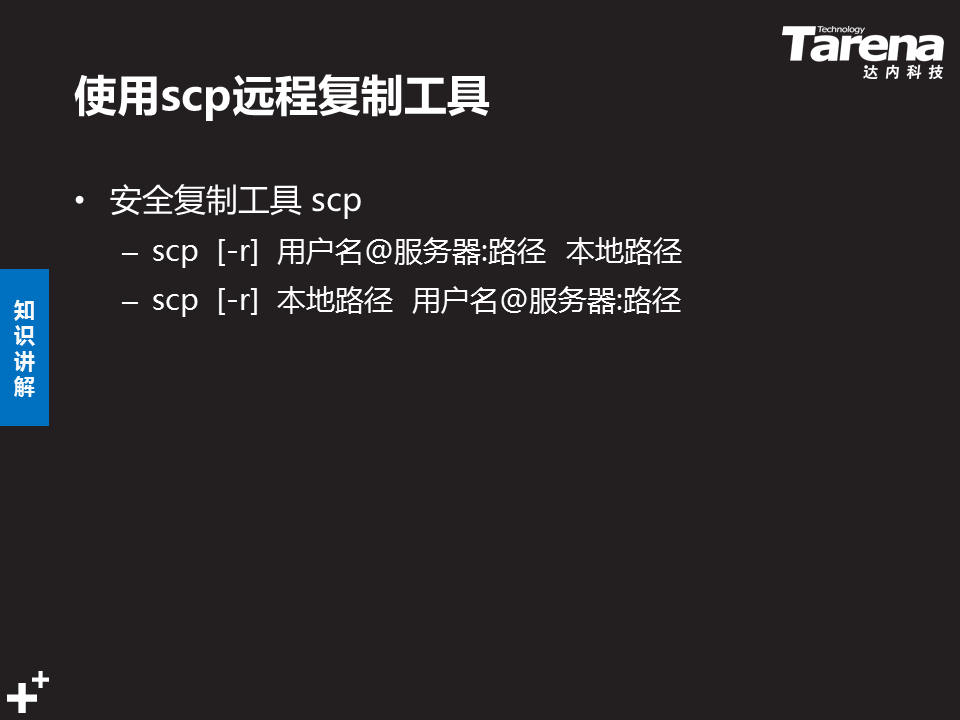 Technology
Tarena
达内科技
使用scp远程复制工具
• 安全复制工具 scp
– scp [-r] 用户名@服务器:路径 本地路径
– scp [-r] 本地路径 用户名@服务器:路径
知
识
讲
解